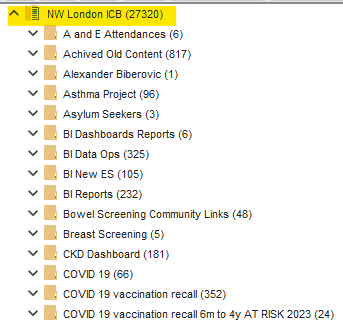 NW London ICB (27320)
A and E Attendances (6)
Achived Old Content (817)
Alexander Biberovic (1)
Asthma Project (96)
Asylum Seekers (3)
BI Dashboards Reports (6)
BI Data Ops (325)
BI New ES (105)
BI Reports (232)
Bowel Screening Community Links (48)
Breast Screening (5)
CKD Dashboard (181)
COVID 19 (66)
COVID 19 vaccination recall (352)
COVID 19 vaccination recall 6m to 4y AT RISK 2023 (24)